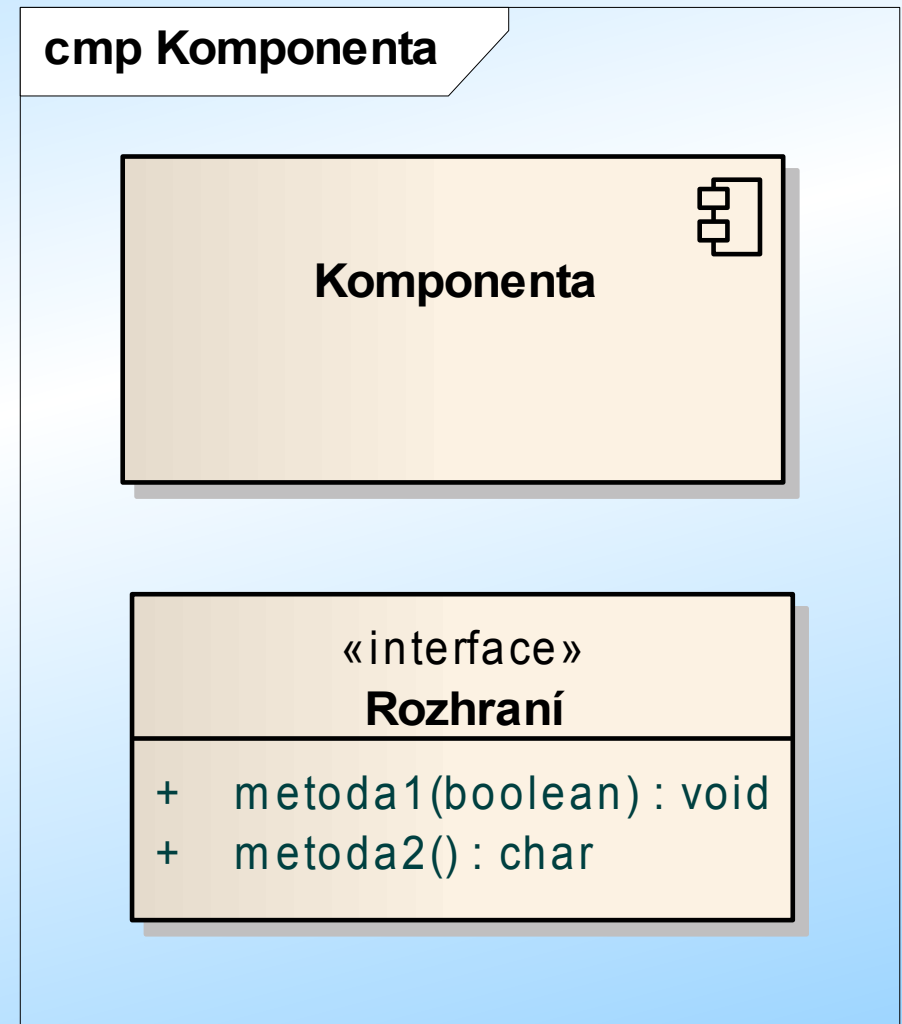 cmp Komponenta
Komponenta
«interface»
Rozhraní
+ metoda1(boolean) : void
+ metoda2() : char